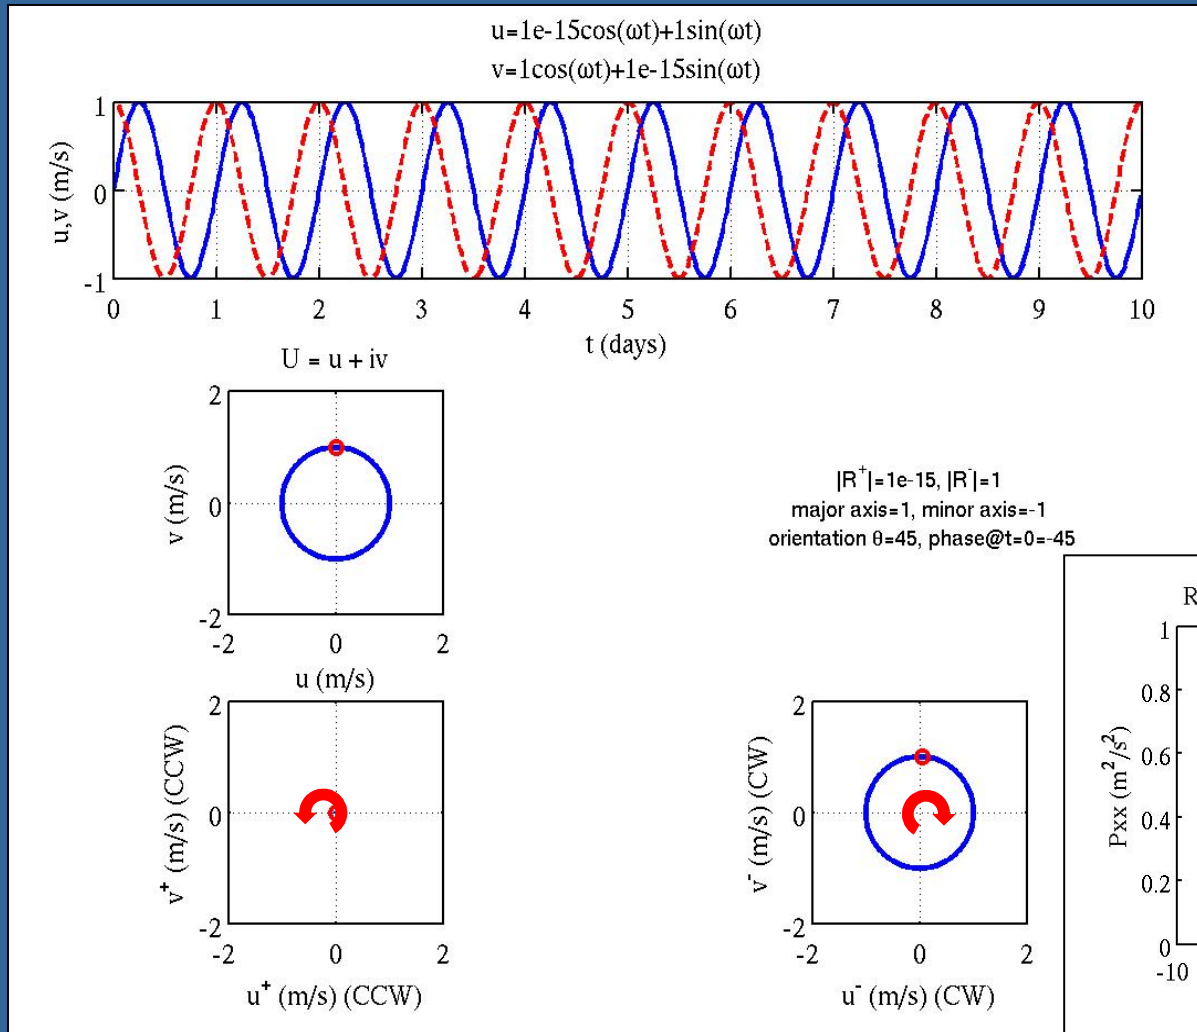 u=1e-15cos(ωt)+1sin(ωt)
v=1cos(ωt)+1e-15sin(ωt)
u,v (m/s)
1
0
-1
0 1 2 3 4 5 6 7 8 9 10
t (days)
U = u + iv
v (m/s)
2
0
-2
-2 0 2
u (m/s)
|R⁺|=1e-15, |R⁻|=1
major axis=1, minor axis=-1
orientation θ=45, phase@t=0=-45
v⁺ (m/s) (CCW)
2
0
-2
-2 0 2
u⁺ (m/s) (CCW)
v⁻ (m/s) (CW)
2
0
-2
-2 0 2
u⁻ (m/s) (CW)
R
Pxx (m²/s²)
1
0.8
0.6
0.4
0.2
0
-10